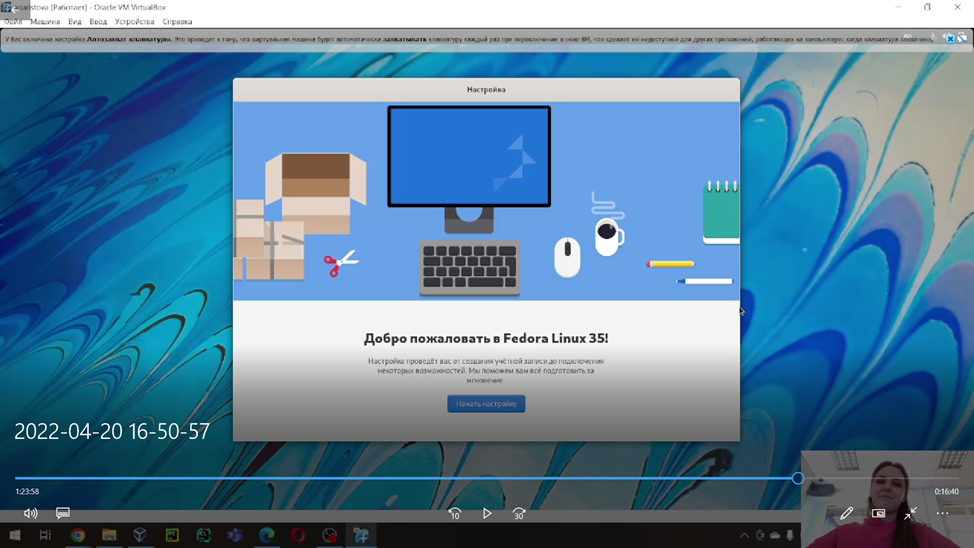 [Работает] - Oracle VM VirtualBox
Файл Машина Вид Ввод Устройства Справка
У Вас включена настройка Автозахват клавиатуры. Это приведет к тому, что виртуальная машина будет автоматически захватывать клавиатуру каждый раз при переключении в окно ВМ, что сделает её недоступной для других приложений, работающих на компьютере: когда клавиатура захвачена,
Настройка
Добро пожаловать в Fedora Linux 35!
Настройка проведёт вас от создания учётной записи до подключения
некоторых возможностей. Мы поможем вам всё подготовить за
мгновение.
Начать настройку
2022-04-20 16-50-57
1:23:58
0:16:40
10
30
PC